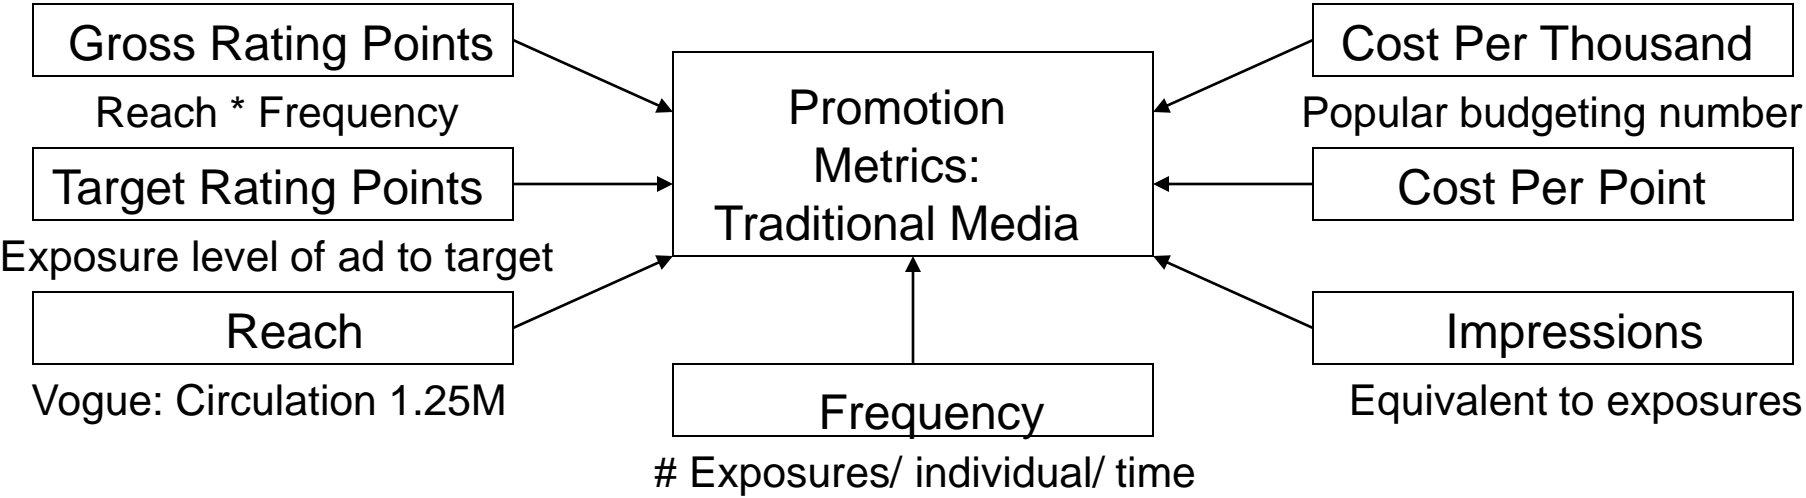 Gross Rating Points
Reach * Frequency
Target Rating Points
Exposure level of ad to target
Reach
Vogue: Circulation 1.25M
Promotion
Metrics:
Traditional Media
Frequency
# Exposures/ individual/ time
Cost Per Thousand
Popular budgeting number
Cost Per Point
Impressions
Equivalent to exposures